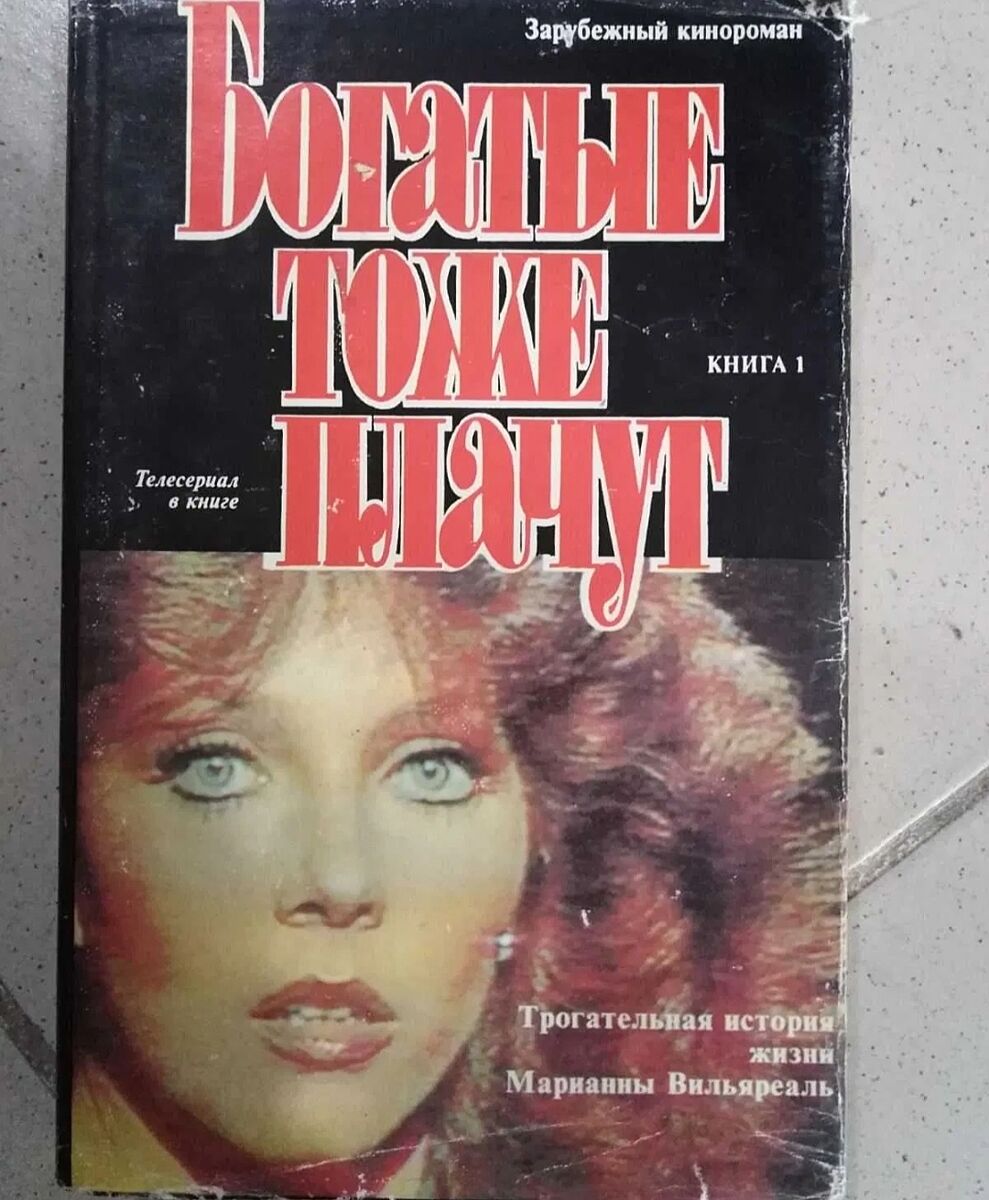 Зарубежный кинороман
Богатые
тоже
КНИГА 1
плачут
Телесериал
в книге
Трогательная история
жизни
Марианны Вильяреаль